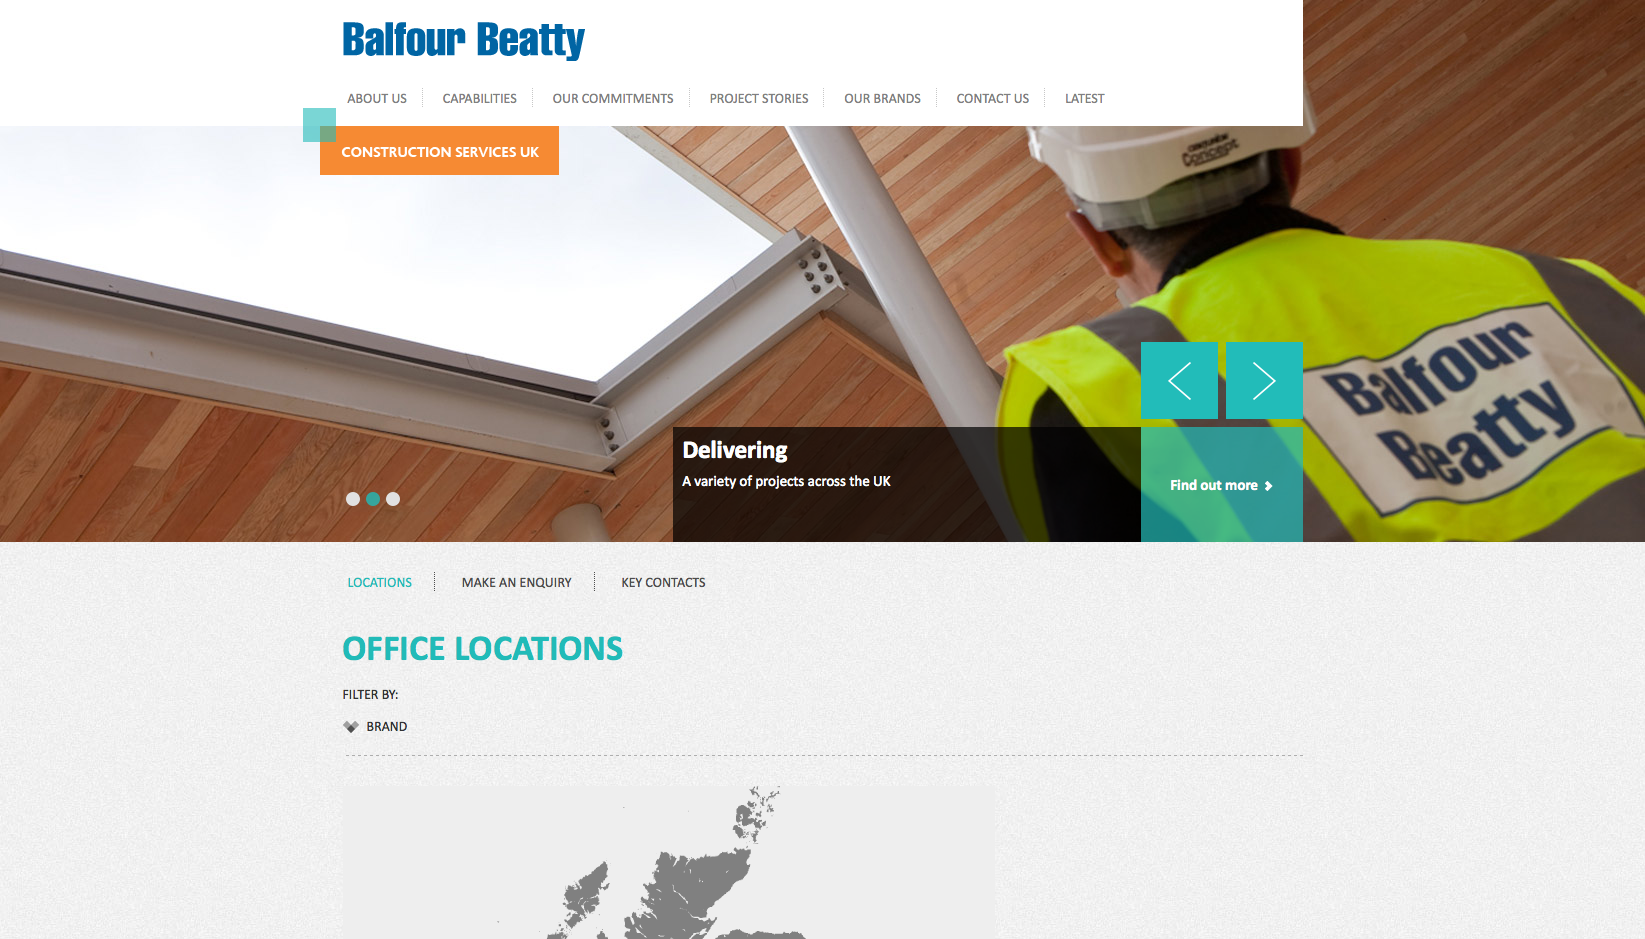 Balfour Beatty
ABOUT US
CAPABILITIES
OUR COMMITMENTS
PROJECT STORIES
OUR BRANDS
CONTACT US
LATEST
CONSTRUCTION SERVICES UK
Concept
Balfour
Beatty
Delivering
A variety of projects across the UK
Find out more
LOCATIONS
MAKE AN ENQUIRY
KEY CONTACTS
OFFICE LOCATIONS
FILTER BY:
BRAND